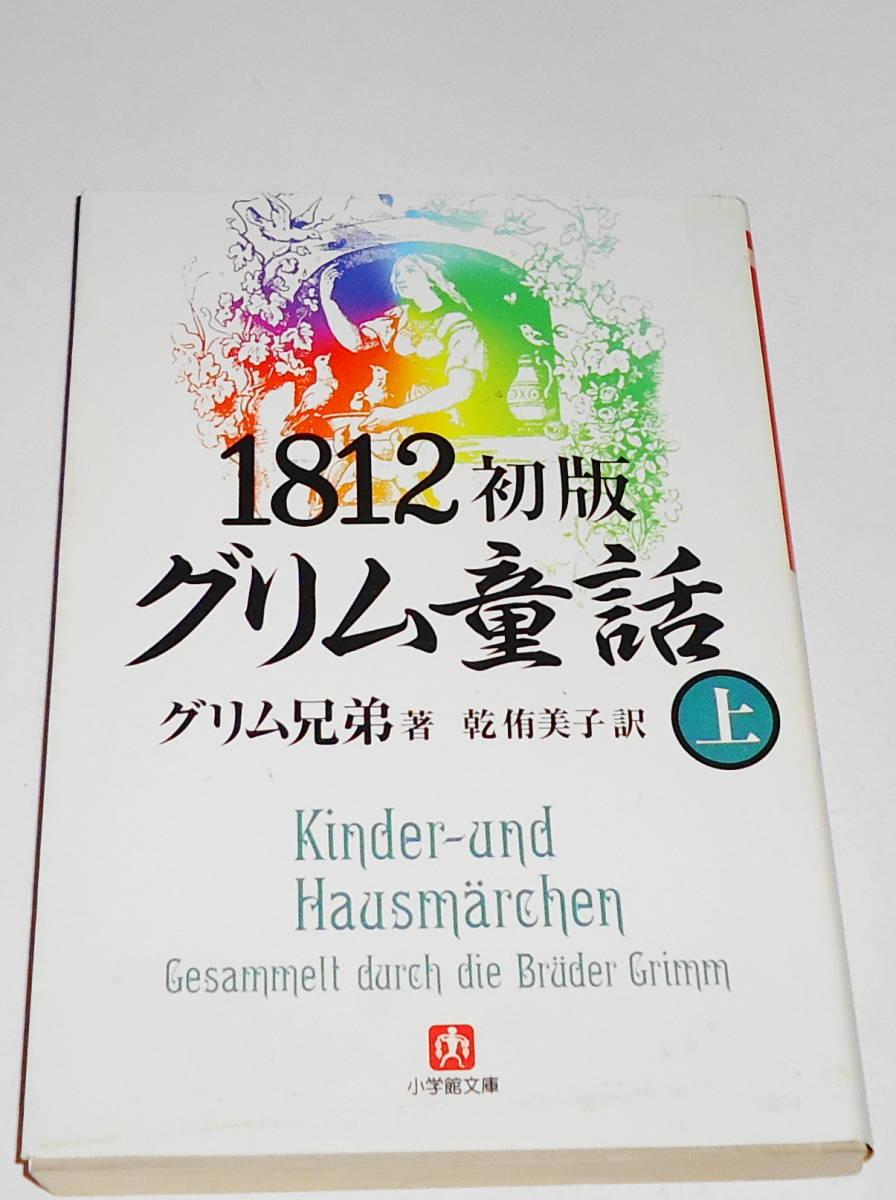 1812初版
グリム童話
グリム兄弟 著 乾侑美子 訳 上
Kinder-und
Hausmärchen
Gesammelt durch die Brüder Grimm
小学館文庫